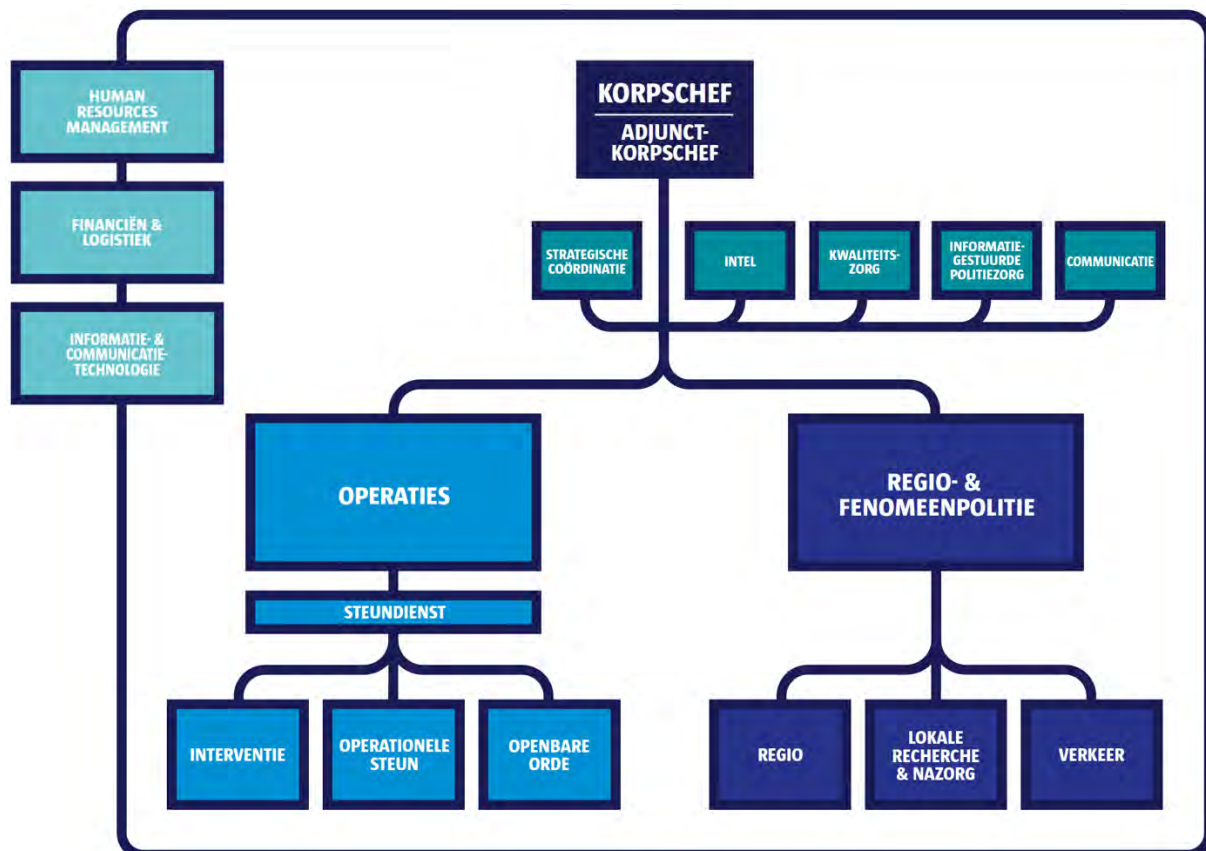 HUMAN
RESOURCES
MANAGEMENT
FINANCIËN &
LOGISTIEK
INFORMATIE- &
COMMUNICATIE-
TECHNOLOGIE
KORPSCHEF
ADJUNCT-
KORPSCHEF
STRATEGISCHE
COÖRDINATIE
INTEL
KWALITEITS-
ZORG
INFORMATIE-
GESTUURDE
POLITIEZORG
COMMUNICATIE
OPERATIES
STEUNDIENST
INTERVENTIE
OPERATIONELE
STEUN
OPENBARE
ORDE
REGIO- &
FENOMEENPOLITIE
REGIO
LOKALE
RECHERCHE
& NAZORG
VERKEER